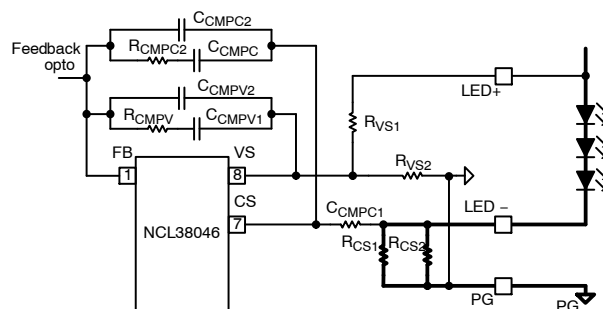 CCMPC2
Feedback
opto
RCMPC2 CCMPC
CCMPV2
RCMPV CCMPV1
LED+
RVS1
FB VS
RVS2
1 8
CS
LED –
CCMPC1
7
NCL38046
RCS1 RCS2
PG
PG